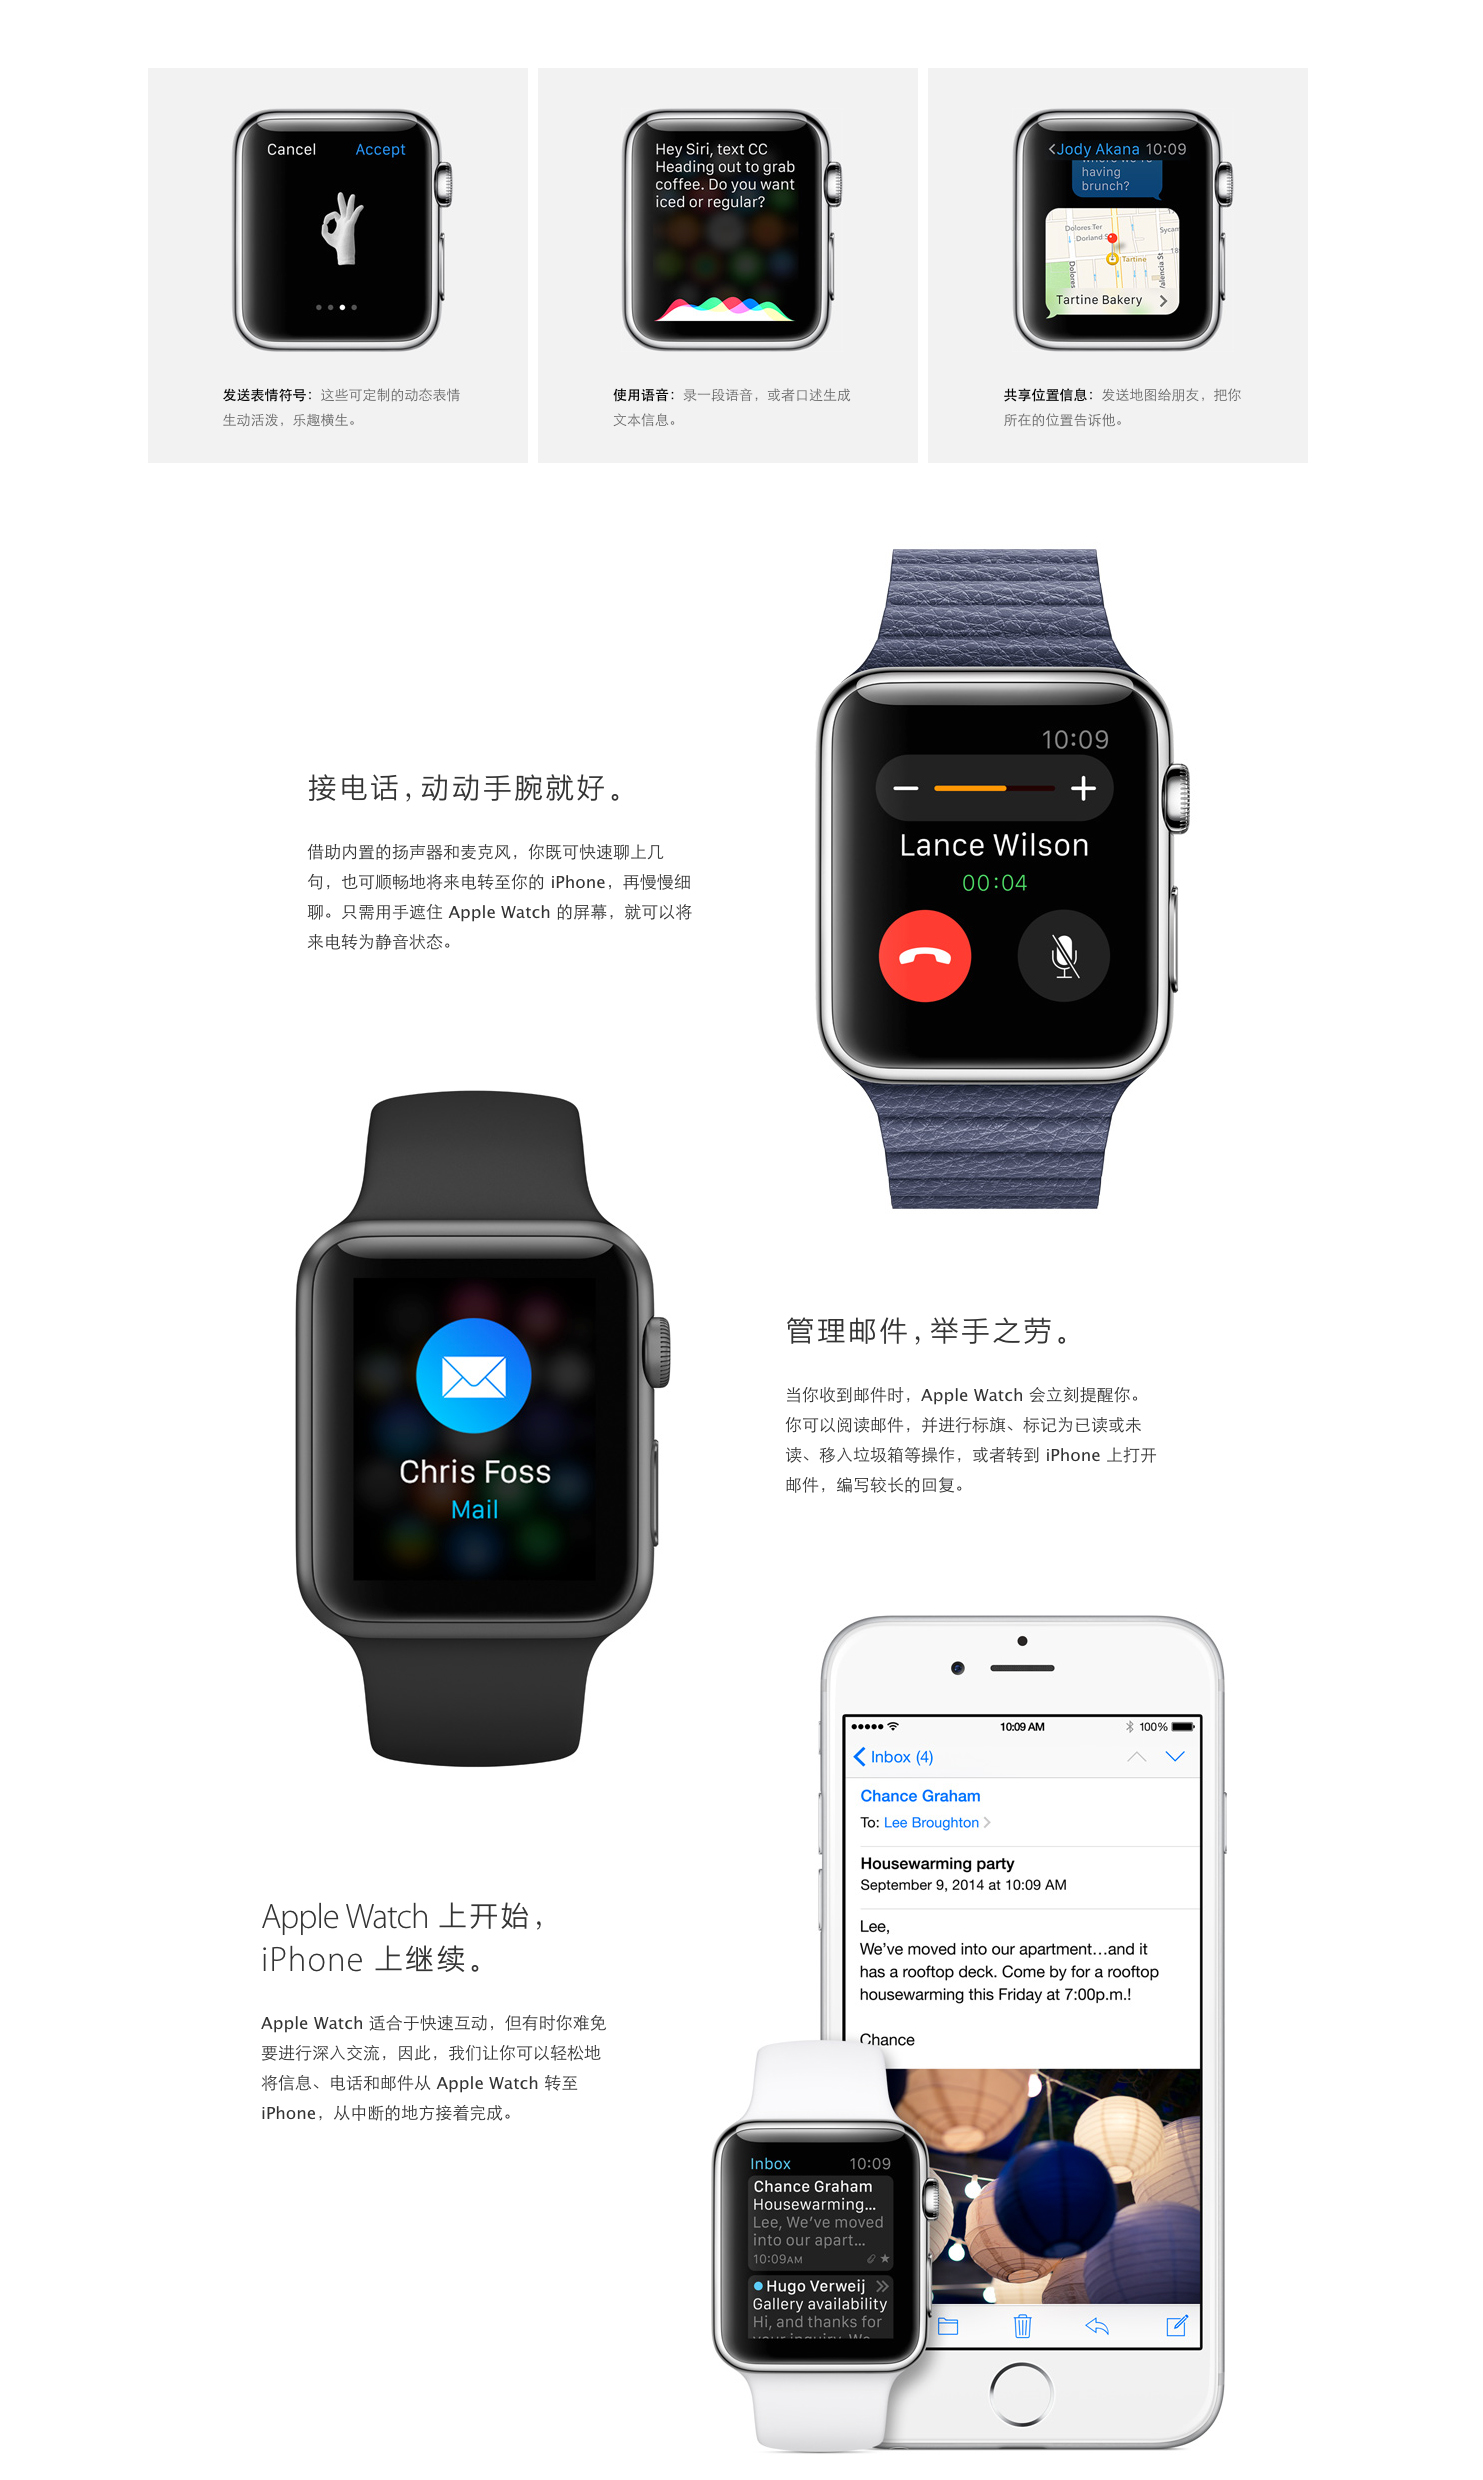 Cancel Accept
发送表情符号：这些可定制的动态表情
生动活泼，乐趣横生。
Hey Siri, text CC
Heading out to grab
coffee. Do you want
iced or regular?
使用语音：录一段语音，或者口述生成
文本信息。
Jody Akana 10:09
where we're
having
brunch?
Dolores Ter
Dorland S
Sycam
18
Tartine
Dolores
alencia St
Tartine Bakery
共享位置信息：发送地图给朋友，把你
所在的位置告诉他。
接电话，动动手腕就好。
借助内置的扬声器和麦克风，你既可快速聊上几
句，也可顺畅地将来电转至你的 iPhone，再慢慢细
聊。只需用手遮住 Apple Watch 的屏幕，就可以将
来电转为静音状态。
10:09
Lance Wilson
00:04
Chris Foss
Mail
管理邮件，举手之劳。
当你收到邮件时，Apple Watch 会立刻提醒你。
你可以阅读邮件，并进行标旗、标记为已读或未
读、移入垃圾箱等操作，或者转到 iPhone 上打开
邮件，编写较长的回复。
Apple Watch 上开始，
iPhone 上继续。
Apple Watch 适合于快速互动，但有时你难免
要进行深入交流，因此，我们让你可以轻松地
将信息、电话和邮件从 Apple Watch 转至
iPhone，从中断的地方接着完成。
10:09 AM 100%
Inbox (4)
Chance Graham
To: Lee Broughton
Housewarming party
September 9, 2014 at 10:09 AM
Lee,
We've moved into our apartment…and it
has a rooftop deck. Come by for a rooftop
housewarming this Friday at 7:00p.m.!
Chance
Inbox 10:09
Chance Graham
Housewarming...
Lee, We've moved
into our apart...
10:09AM
Hugo Verweij
Gallery availability
Hi, and thanks for
your inquiry. We